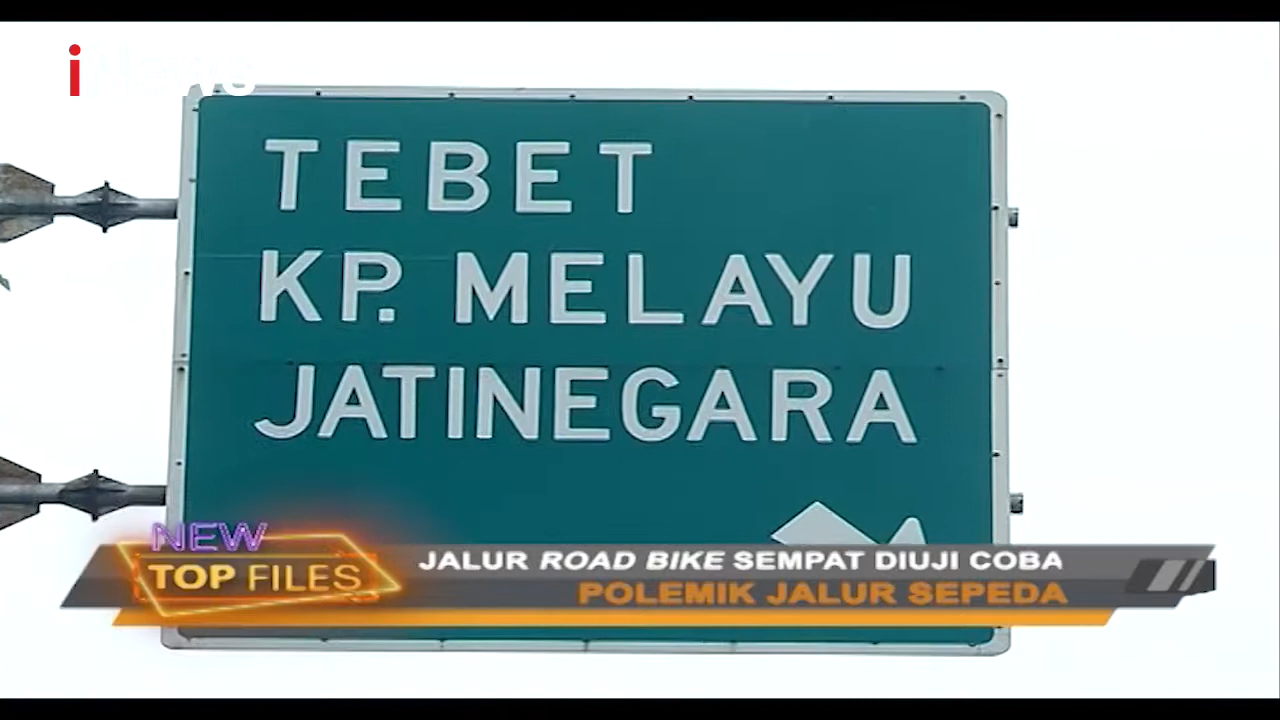 iNews
TEBET
KP. MELAYU
JATINEGARA
NEW
TOP FILES
JALUR ROAD BIKE SEMPAT DIUJI COBA
POLEMIK JALUR SEPEDA